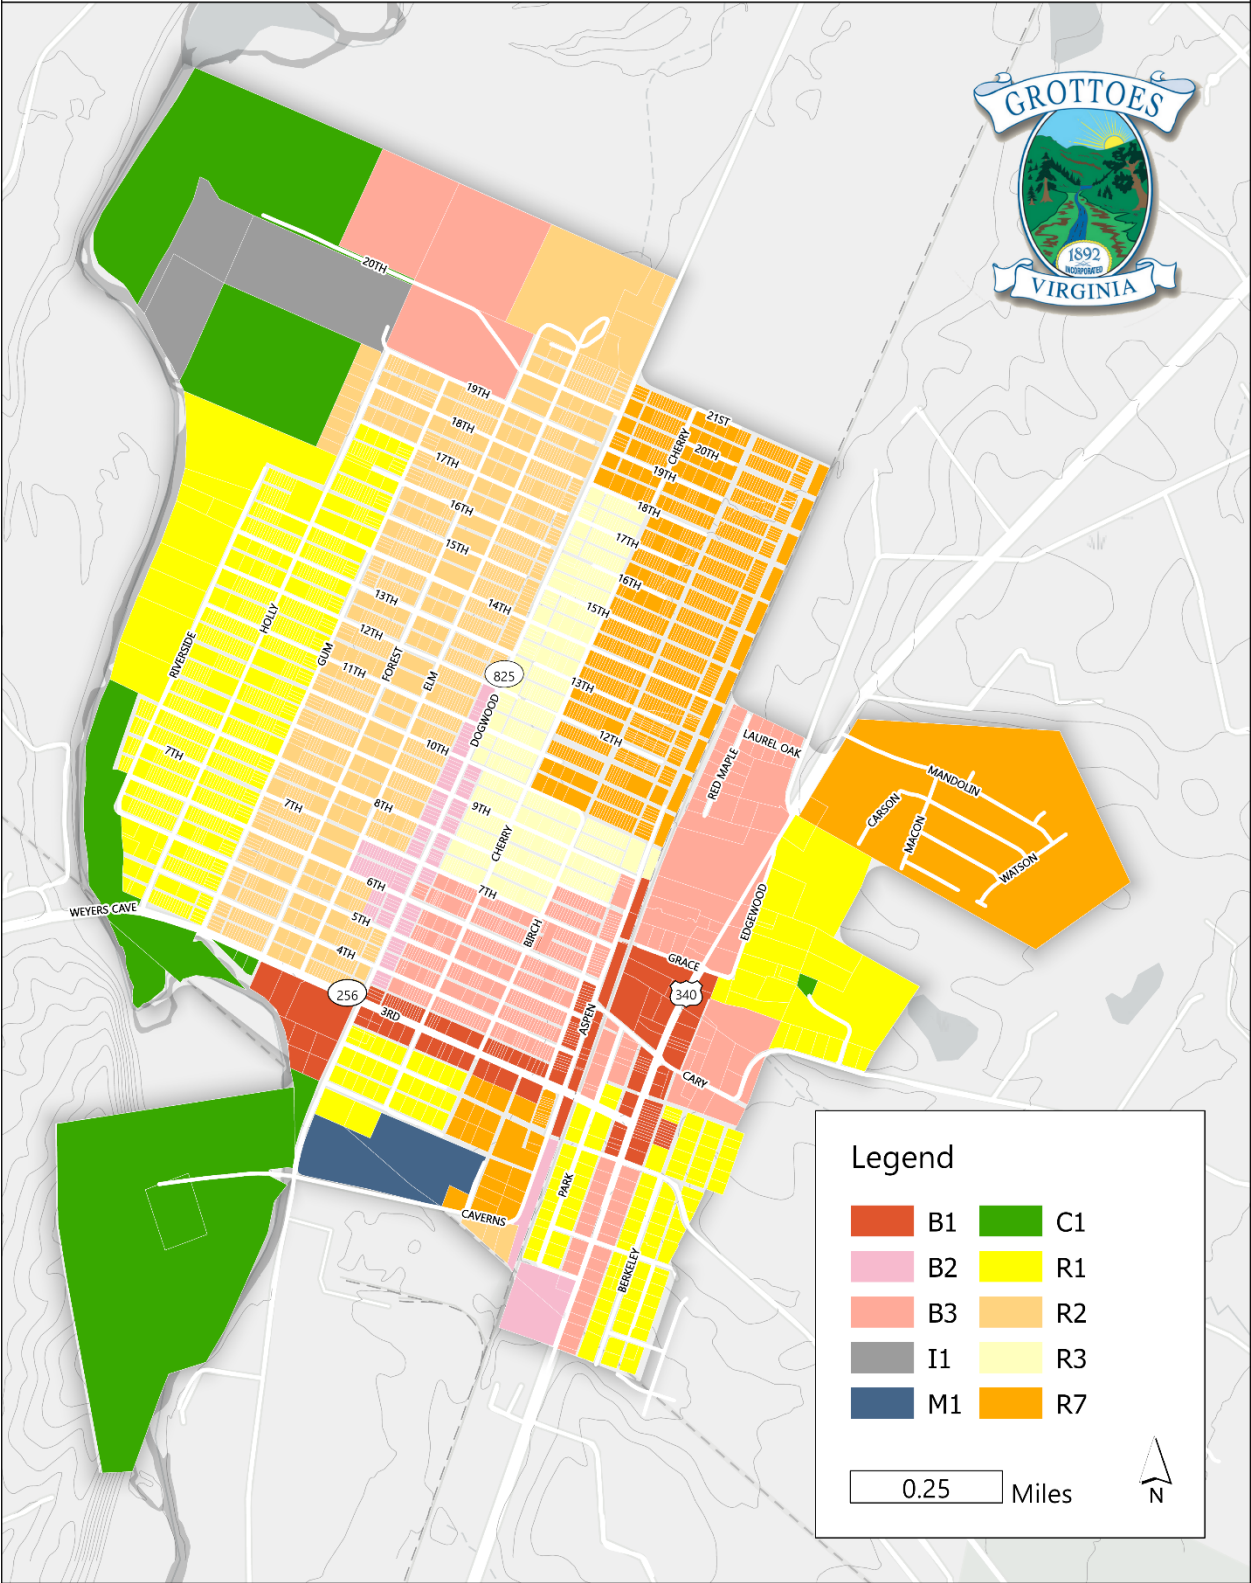 GROTTOES
1892
INCORPORATED
VIRGINIA
20TH
19TH
18TH
17TH
16TH
15TH
14TH
13TH
12TH
11TH
10TH
21ST
CHERRY
20TH
19TH
18TH
17TH
16TH
15TH
13TH
12TH
RIVERSIDE
HOLLY
GUM
FOREST
ELM
825
DOGWOOD
LAUREL OAK
RED MAPLE
MANDOLIN
CARSON
MACON
WATSON
EDGEWOOD
7TH
7TH
8TH
9TH
CHERRY
7TH
6TH
5TH
4TH
BIRCH
WEYERS CAVE
256
3RD
GRACE
340
ASPEN
CARY
PARK
CAVERNS
BERKELEY
Legend
B1
C1
B2
R1
B3
R2
I1
R3
M1
R7
0.25 Miles
N